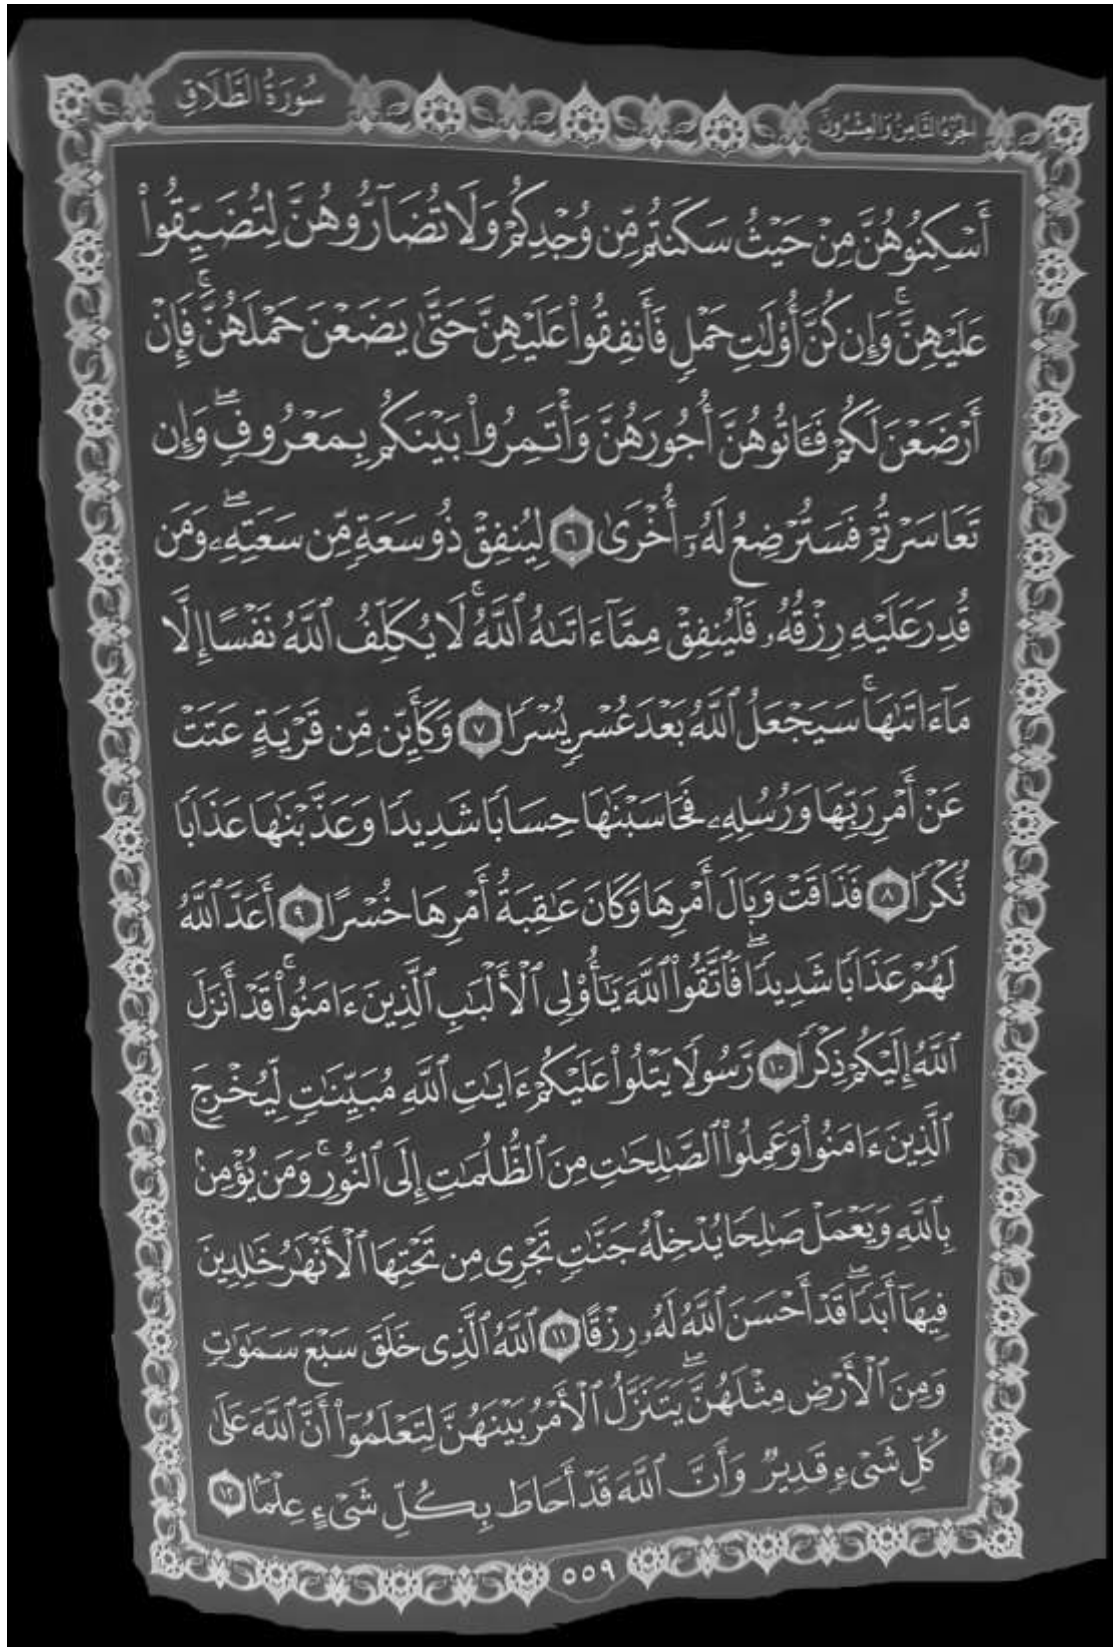 الجزء الثامن والعشرون
سُورَةُ الطَّلَاقِ
أَسْكِنُوهُنَّ مِنْ حَيْثُ سَكَنتُم مِّن وُجْدِكُمْ وَلَا تُضَآرُّوهُنَّ لِتُضَيِّقُوا۟
عَلَيْهِنَّ ۚ وَإِن كُنَّ أُو۟لَـٰتِ حَمْلٍ فَأَنفِقُوا۟ عَلَيْهِنَّ حَتَّىٰ يَضَعْنَ حَمْلَهُنَّ ۚ فَإِنْ
أَرْضَعْنَ لَكُمْ فَـَٔاتُوهُنَّ أُجُورَهُنَّ وَأْتَمِرُوا۟ بَيْنَكُم بِمَعْرُوفٍ ۖ وَإِن
تَعَاسَرْتُمْ فَسَتُرْضِعُ لَهُۥٓ أُخْرَىٰ ٦ لِيُنفِقْ ذُو سَعَةٍ مِّن سَعَتِهِۦ ۖ وَمَن
قُدِرَ عَلَيْهِ رِزْقُهُۥ فَلْيُنفِقْ مِمَّآ ءَاتَىٰهُ ٱللَّهُ ۚ لَا يُكَلِّفُ ٱللَّهُ نَفْسًا إِلَّا
مَآ ءَاتَىٰهَا ۚ سَيَجْعَلُ ٱللَّهُ بَعْدَ عُسْرٍ يُسْرًا ٧ وَكَأَيِّن مِّن قَرْيَةٍ عَتَتْ
عَنْ أَمْرِ رَبِّهَا وَرُسُلِهِۦ فَحَاسَبْنَـٰهَا حِسَابًا شَدِيدًا وَعَذَّبْنَـٰهَا عَذَابًا
نُّكْرًا ٨ فَذَاقَتْ وَبَالَ أَمْرِهَا وَكَانَ عَـٰقِبَةُ أَمْرِهَا خُسْرًا ٩ أَعَدَّ ٱللَّهُ
لَهُمْ عَذَابًا شَدِيدًا ۖ فَٱتَّقُوا۟ ٱللَّهَ يَـٰٓأُو۟لِى ٱلْأَلْبَـٰبِ ٱلَّذِينَ ءَامَنُوا۟ ۚ قَدْ أَنزَلَ
ٱللَّهُ إِلَيْكُمْ ذِكْرًا ١٠ رَّسُولًا يَتْلُوا۟ عَلَيْكُمْ ءَايَـٰتِ ٱللَّهِ مُبَيِّنَـٰتٍ لِّيُخْرِجَ
ٱلَّذِينَ ءَامَنُوا۟ وَعَمِلُوا۟ ٱلصَّـٰلِحَـٰتِ مِنَ ٱلظُّلُمَـٰتِ إِلَى ٱلنُّورِ ۚ وَمَن يُؤْمِنۢ
بِٱللَّهِ وَيَعْمَلْ صَـٰلِحًا يُدْخِلْهُ جَنَّـٰتٍ تَجْرِى مِن تَحْتِهَا ٱلْأَنْهَـٰرُ خَـٰلِدِينَ
فِيهَآ أَبَدًا ۖ قَدْ أَحْسَنَ ٱللَّهُ لَهُۥ رِزْقًا ١١ ٱللَّهُ ٱلَّذِى خَلَقَ سَبْعَ سَمَـٰوَٰتٍ
وَمِنَ ٱلْأَرْضِ مِثْلَهُنَّ ۖ يَتَنَزَّلُ ٱلْأَمْرُ بَيْنَهُنَّ لِتَعْلَمُوٓا۟ أَنَّ ٱللَّهَ عَلَىٰ
كُلِّ شَىْءٍ قَدِيرٌ وَأَنَّ ٱللَّهَ قَدْ أَحَاطَ بِكُلِّ شَىْءٍ عِلْمًۢا ١٢
٥٥٩